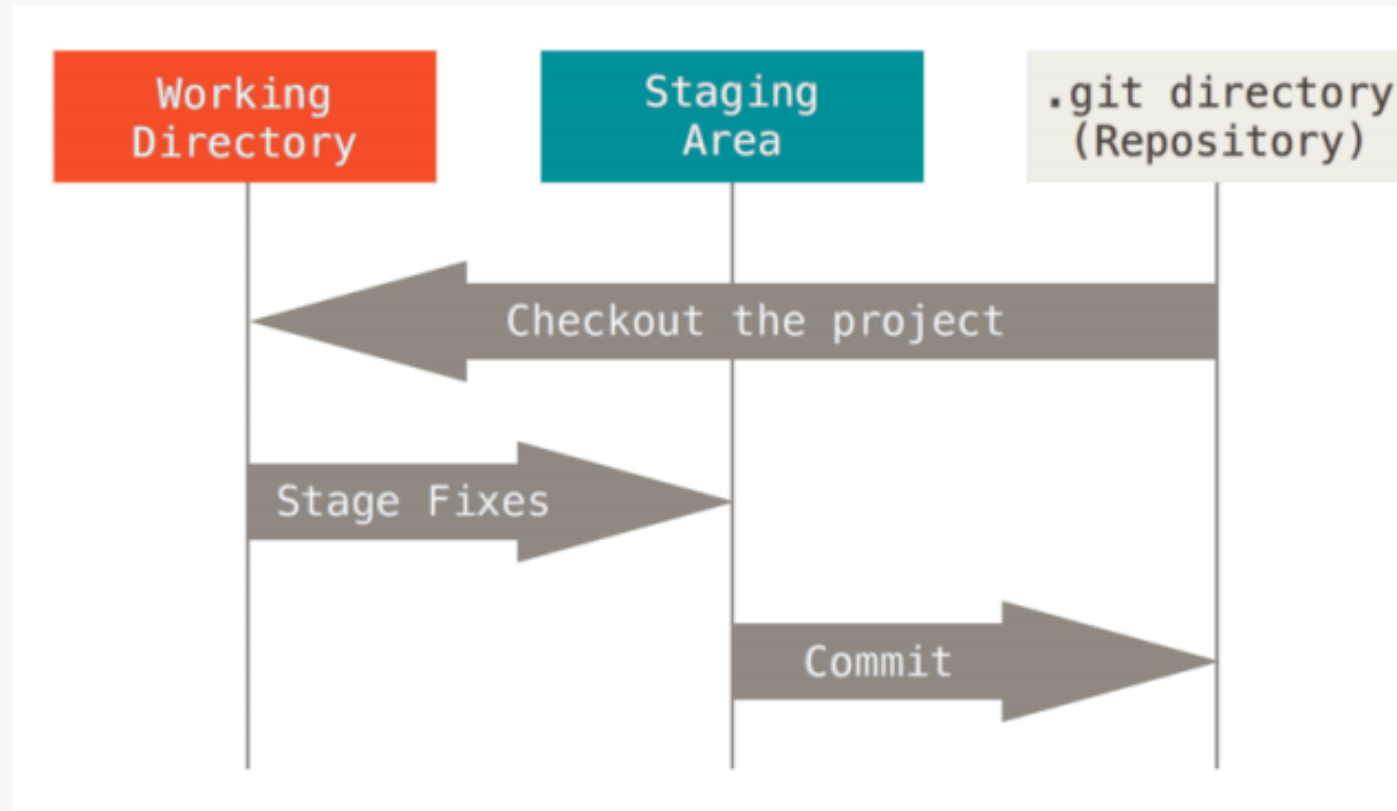 Working
Directory
Staging
Area
.git directory
(Repository)
Checkout the project
Stage Fixes
Commit